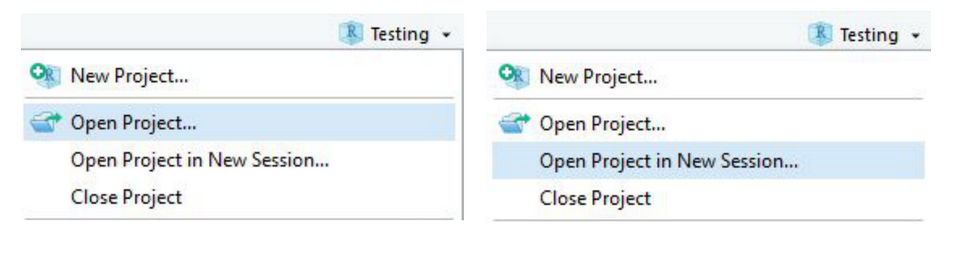 Testing
New Project...
Open Project...
Open Project in New Session...
Close Project
Testing
New Project...
Open Project...
Open Project in New Session...
Close Project